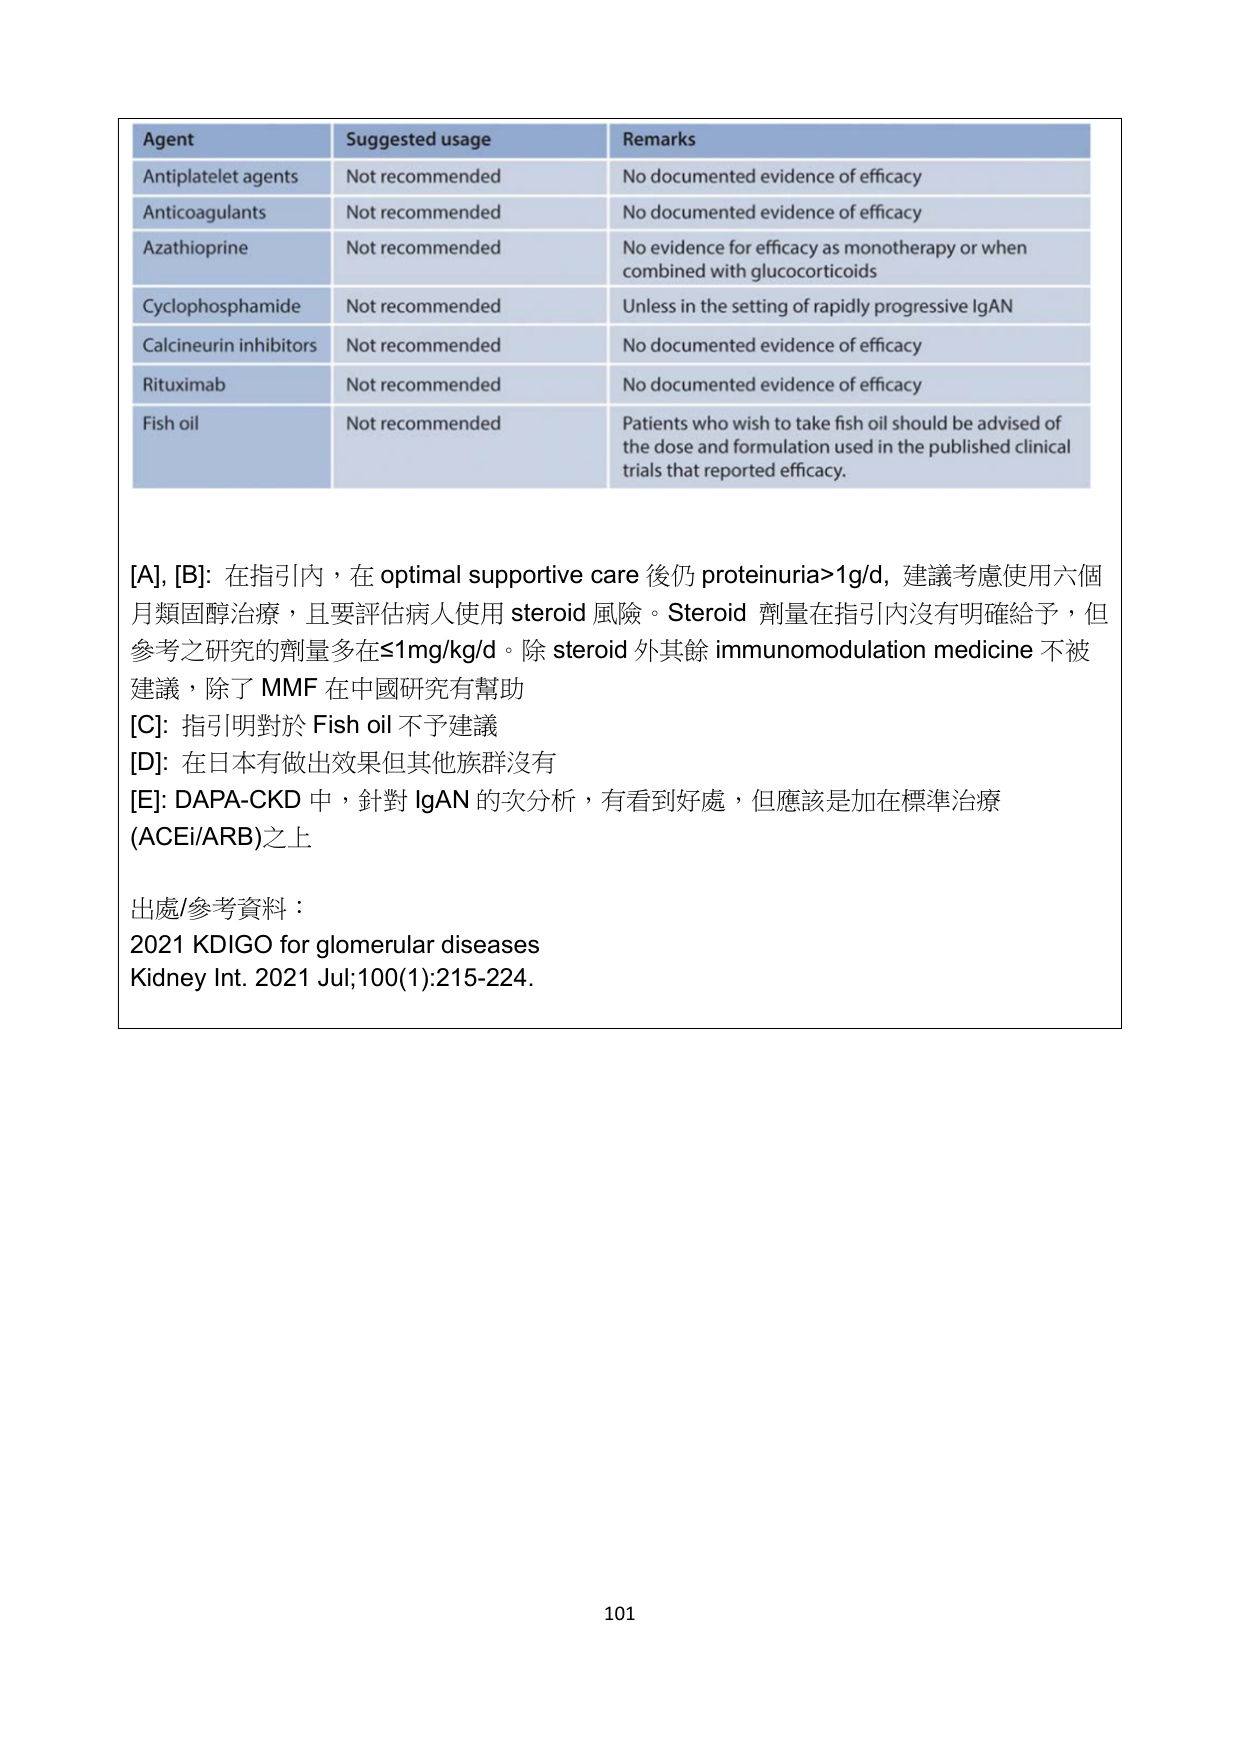 Agent Suggested usage Remarks
Antiplatelet agents Not recommended No documented evidence of efficacy
Anticoagulants Not recommended No documented evidence of efficacy
Azathioprine Not recommended No evidence for efficacy as monotherapy or when
combined with glucocorticoids
Cyclophosphamide Not recommended Unless in the setting of rapidly progressive IgAN
Calcineurin inhibitors Not recommended No documented evidence of efficacy
Rituximab Not recommended No documented evidence of efficacy
Fish oil Not recommended Patients who wish to take fish oil should be advised of
the dose and formulation used in the published clinical
trials that reported efficacy.
[A], [B]: 在指引內，在 optimal supportive care 後仍 proteinuria>1g/d, 建議考慮使用六個
月類固醇治療，且要評估病人使用 steroid 風險。Steroid 劑量在指引內沒有明確給予，但
參考之研究的劑量多在≤1mg/kg/d。除 steroid 外其餘 immunomodulation medicine 不被
建議，除了 MMF 在中國研究有幫助
[C]: 指引明對於 Fish oil 不予建議
[D]: 在日本有做出效果但其他族群沒有
[E]: DAPA-CKD 中，針對 IgAN 的次分析，有看到好處，但應該是加在標準治療
(ACEi/ARB)之上
出處/參考資料：
2021 KDIGO for glomerular diseases
Kidney Int. 2021 Jul;100(1):215-224.
101